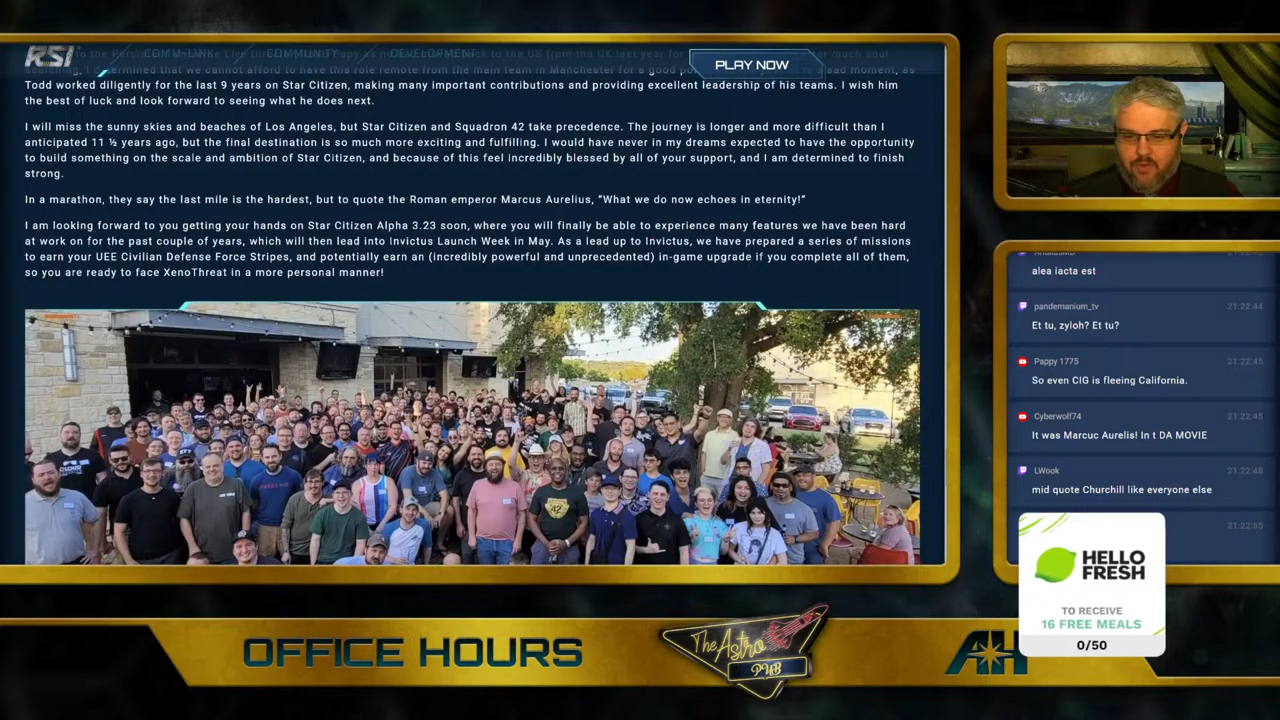 RSI
COMM-LINK
COMMUNITY
DEVELOPMENT
PLAY NOW
Todd worked diligently for the last 9 years on Star Citizen, making many important contributions and providing excellent leadership of his teams. I wish him
the best of luck and look forward to seeing what he does next.
I will miss the sunny skies and beaches of Los Angeles, but Star Citizen and Squadron 42 take precedence. The journey is longer and more difficult than I
anticipated 11 ½ years ago, but the final destination is so much more exciting and fulfilling. I would have never in my dreams expected to have the opportunity
to build something on the scale and ambition of Star Citizen, and because of this feel incredibly blessed by all of your support, and I am determined to finish
strong.
In a marathon, they say the last mile is the hardest, but to quote the Roman emperor Marcus Aurelius, “What we do now echoes in eternity!”
I am looking forward to you getting your hands on Star Citizen Alpha 3.23 soon, where you will finally be able to experience many features we have been hard
at work on for the past couple of years, which will then lead into Invictus Launch Week in May. As a lead up to Invictus, we have prepared a series of missions
to earn your UEE Civilian Defense Force Stripes, and potentially earn an (incredibly powerful and unprecedented) in-game upgrade if you complete all of them,
so you are ready to face XenoThreat in a more personal manner!
alea iacta est
pandemanium_tv 21:22:44
Et tu, zyloh? Et tu?
Pappy 1775 21:22:45
So even CIG is fleeing California.
Cyberwolf74 21:22:45
It was Marcuc Aurelis! In t DA MOVIE
LWook 21:22:48
mid quote Churchill like everyone else
21:22:53
HELLO
FRESH
TO RECEIVE
16 FREE MEALS
0/50
OFFICE HOURS
The Astro
PUB
AH